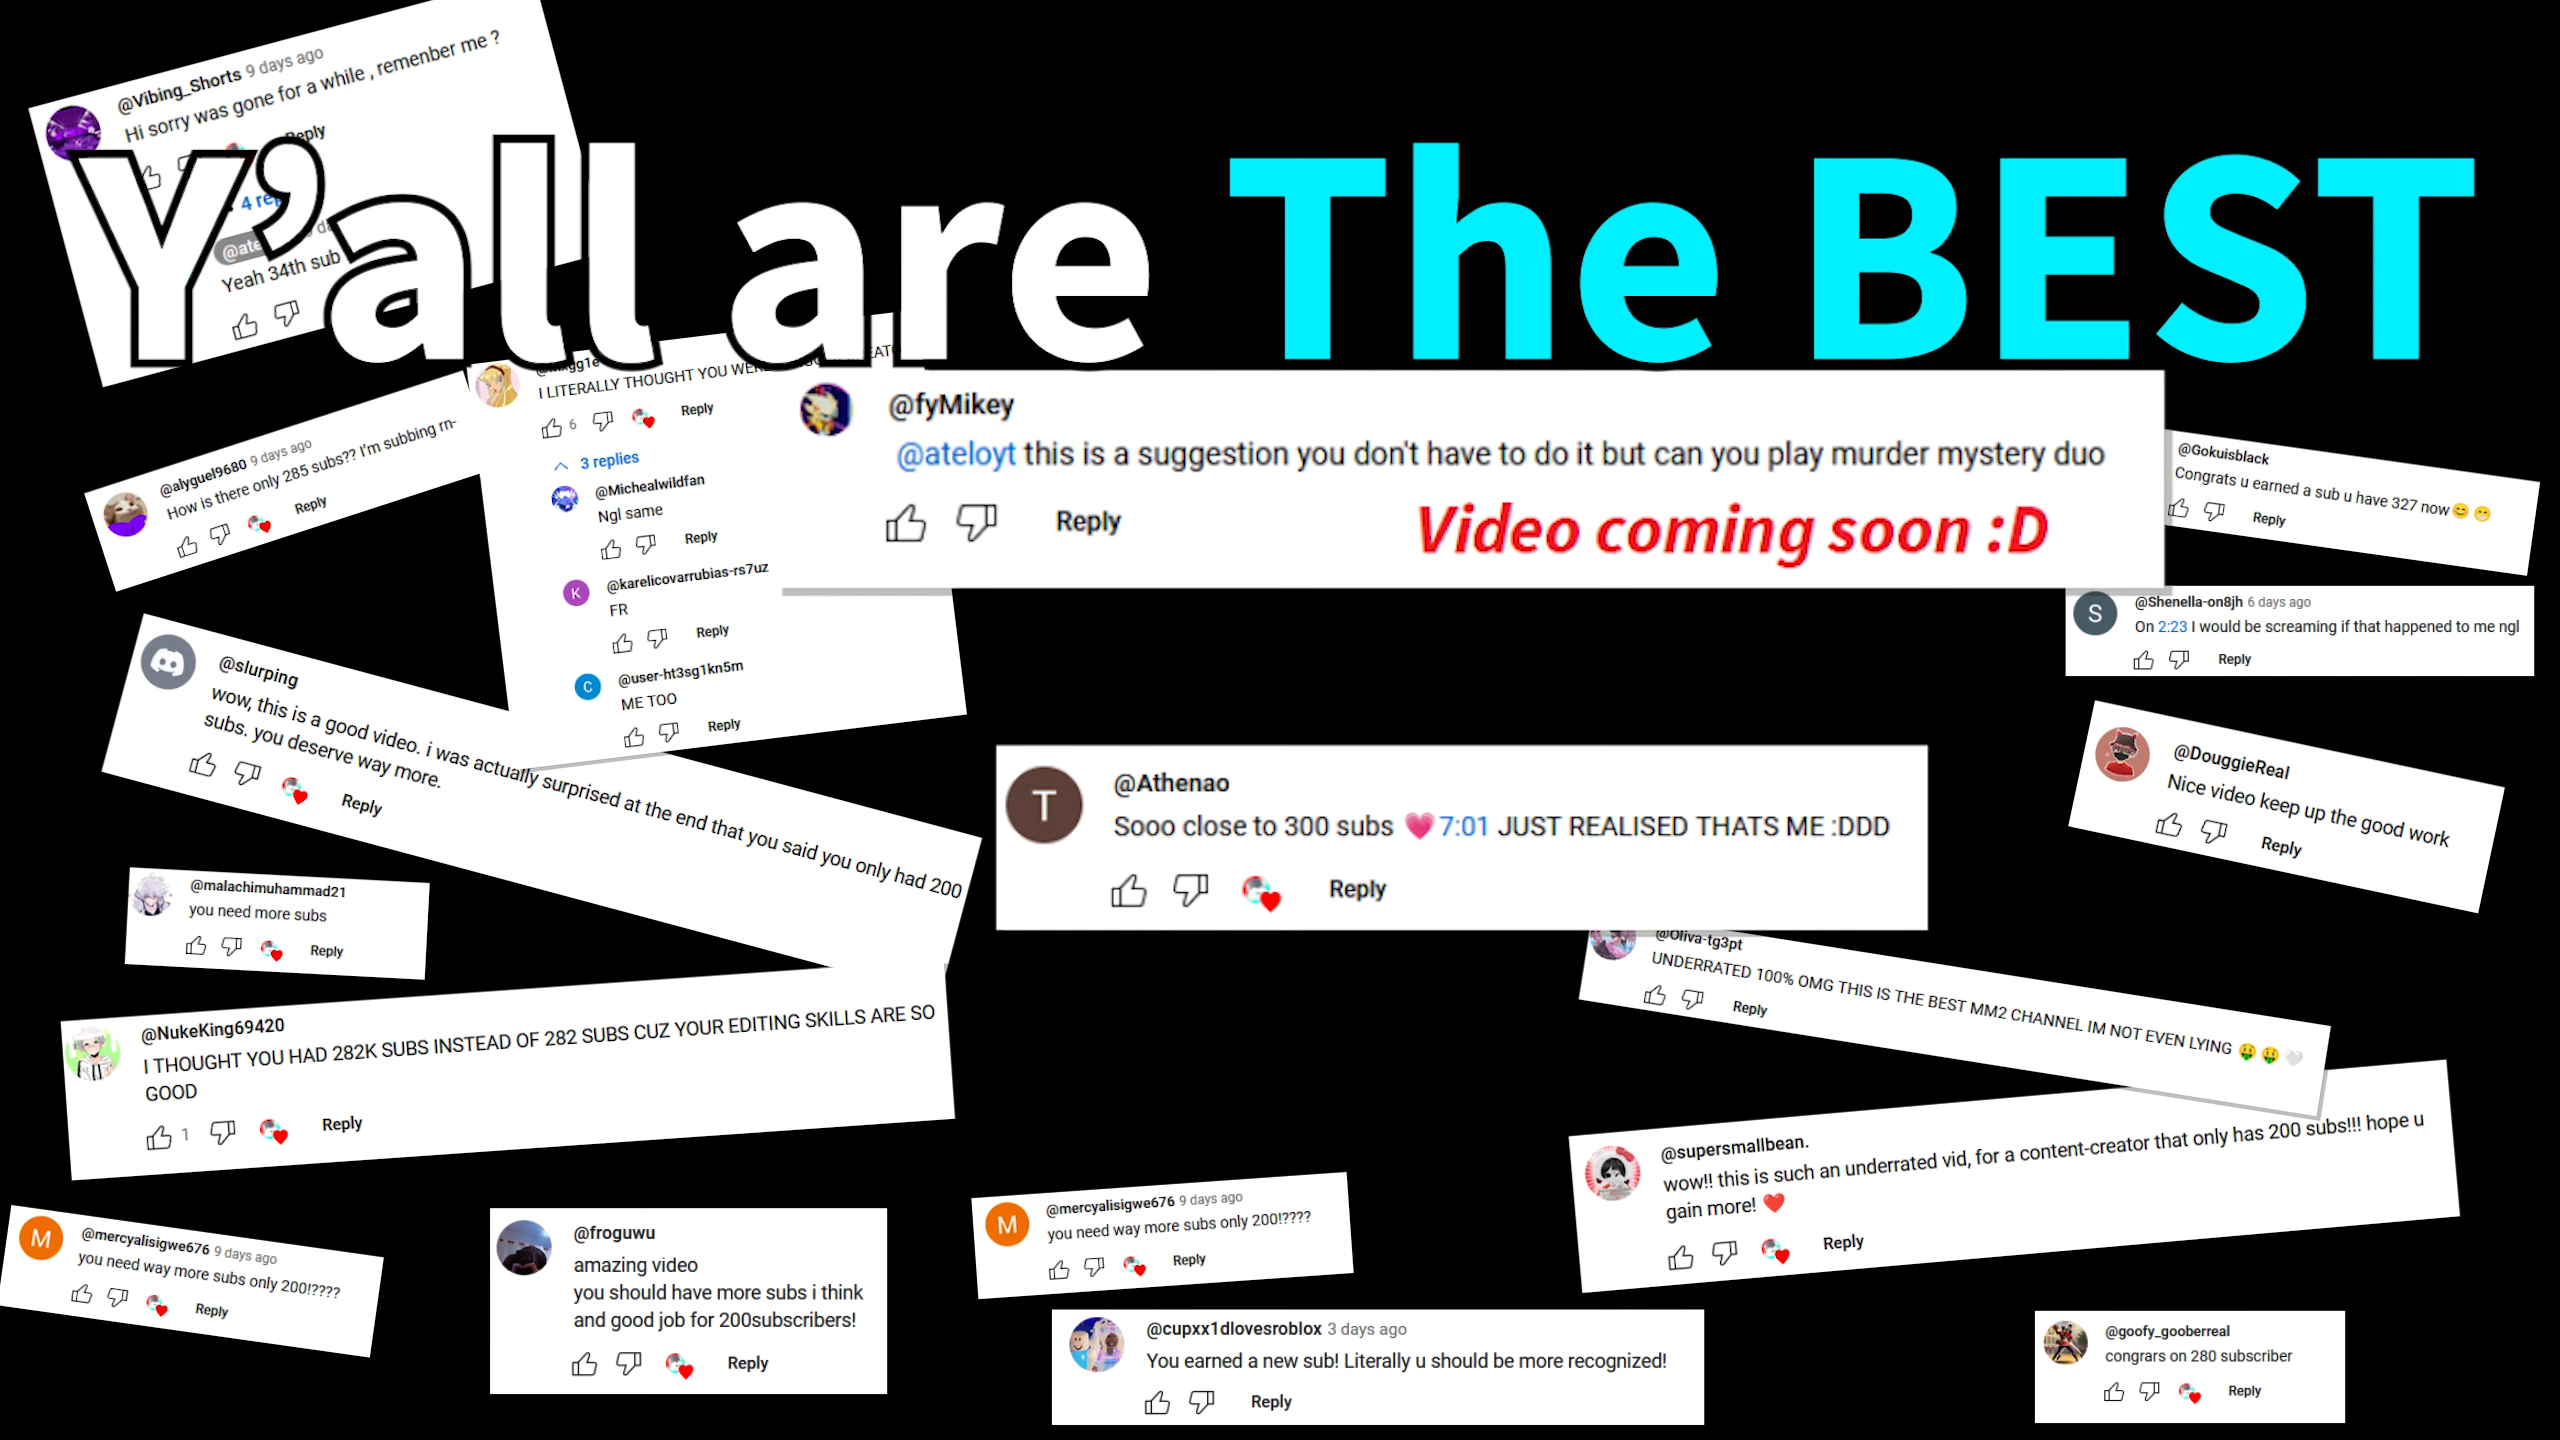 @Vibing_Shorts 9 days ago
Hi sorry was gone for a while , remenber me ?
Reply
4
@ate
Yeah 34th sub
Y'all are The BEST
I LITERALLY THOUGHT YOU
6 Reply
3 replies
@Michealwildfan
Ngl same
Reply
@karelicovarrubias-rs7uz
K
FR
Reply
@user-ht3sg1kn5m
C
ME TOO
Reply
@fyMikey
@ateloyt this is a suggestion you don't have to do it but can you play murder mystery duo
Reply
Video coming soon :D
@alyguel9680 9 days ago
How is there only 285 subs?? I'm subbing rn-
Reply
@Gokuisblack
Congrats u earned a sub u have 327 now😊😁
Reply
@Shenella-on8jh 6 days ago
S
On 2:23 I would be screaming if that happened to me ngl
Reply
@slurping
wow, this is a good video. i was actually surprised at the end that you said you only had 200
subs. you deserve way more.
Reply
@DouggieReal
Nice video keep up the good work
Reply
@Athenao
T
Sooo close to 300 subs 💗 7:01 JUST REALISED THATS ME :DDD
Reply
@malachimuhammad21
you need more subs
Reply
@Oliva-tg3pt
UNDERRATED 100% OMG THIS IS THE BEST MM2 CHANNEL IM NOT EVEN LYING 🤑🤑🤍
Reply
@NukeKing69420
I THOUGHT YOU HAD 282K SUBS INSTEAD OF 282 SUBS CUZ YOUR EDITING SKILLS ARE SO
GOOD
1 Reply
@supersmallbean.
wow!! this is such an underrated vid, for a content-creator that only has 200 subs!!! hope u
gain more! ❤️
Reply
M
@mercyalisigwe676 9 days ago
you need way more subs only 200!????
Reply
@froguwu
amazing video
you should have more subs i think
and good job for 200subscribers!
Reply
M
@mercyalisigwe676 9 days ago
you need way more subs only 200!????
Reply
@cupxx1dlovesroblox 3 days ago
You earned a new sub! Literally u should be more recognized!
Reply
@goofy_gooberreal
congrars on 280 subscriber
Reply